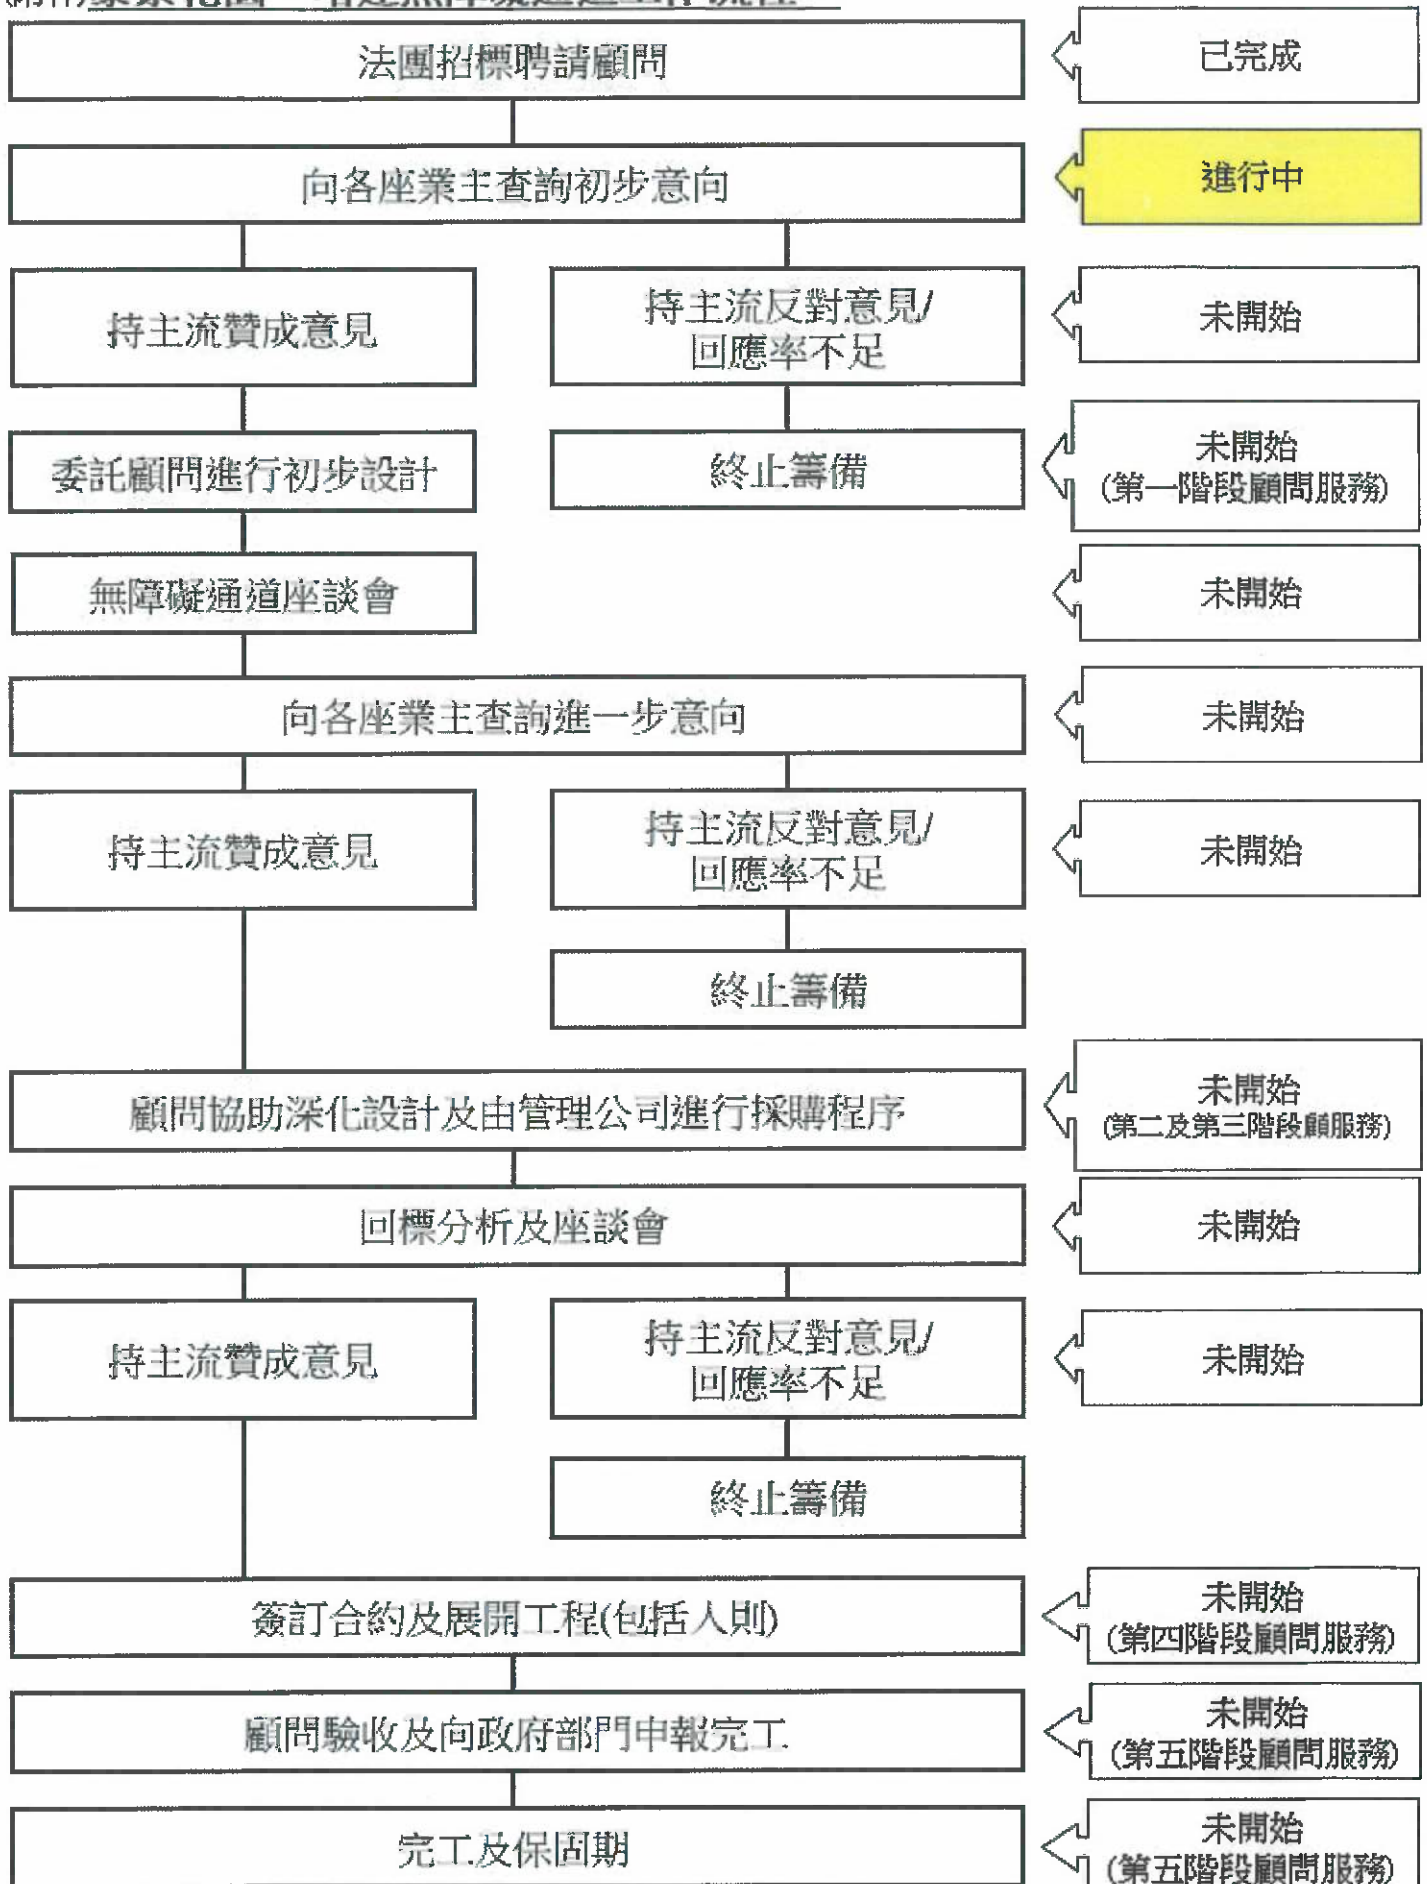 法團招標聘請顧問
已完成
向各座業主查詢初步意向
進行中
持主流贊成意見
持主流反對意見/
回應率不足
未開始
委託顧問進行初步設計
終止籌備
未開始
(第一階段顧問服務)
無障礙通道座談會
未開始
向各座業主查詢進一步意向
未開始
持主流贊成意見
持主流反對意見/
回應率不足
未開始
終止籌備
顧問協助深化設計及由管理公司進行採購程序
未開始
(第二及第三階段顧服務)
回標分析及座談會
未開始
持主流贊成意見
持主流反對意見/
回應率不足
未開始
終止籌備
簽訂合約及展開工程(包括入則)
未開始
(第四階段顧問服務)
顧問驗收及向政府部門申報完工
未開始
(第五階段顧問服務)
完工及保固期
未開始
(第五階段顧問服務)